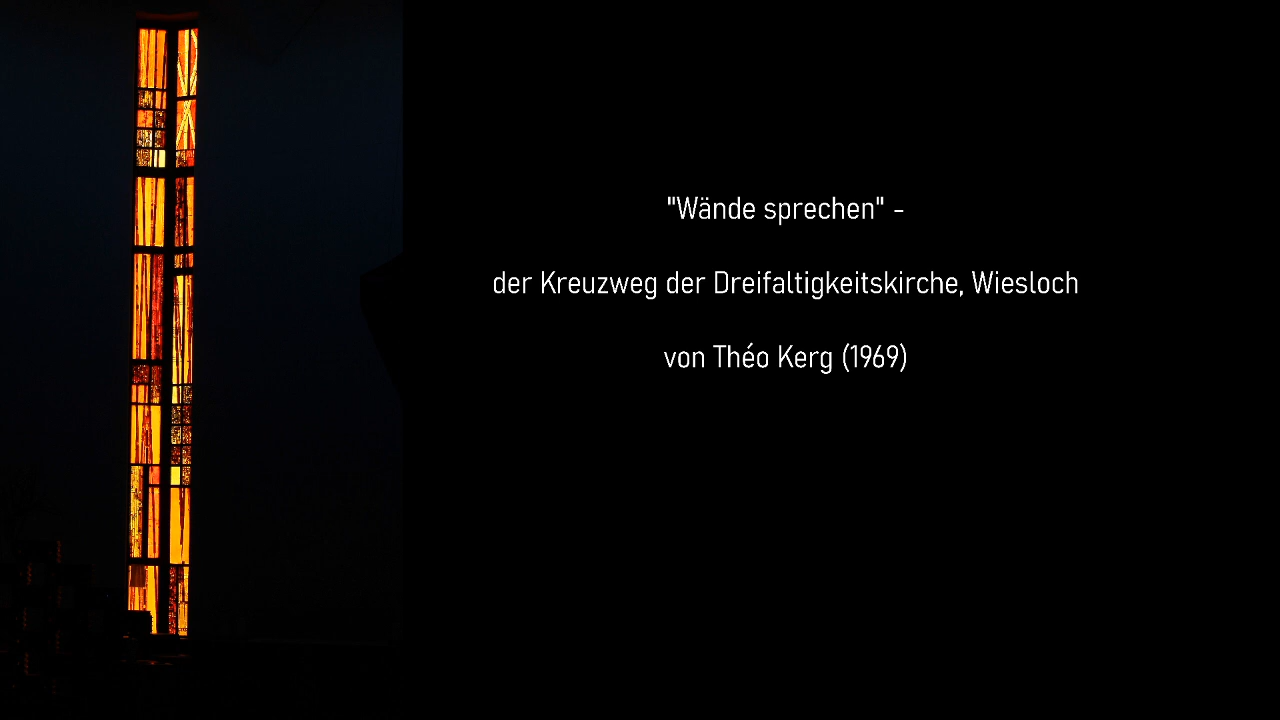 "Wände sprechen" -
der Kreuzweg der Dreifaltigkeitskirche, Wiesloch
von Théo Kerg (1969)